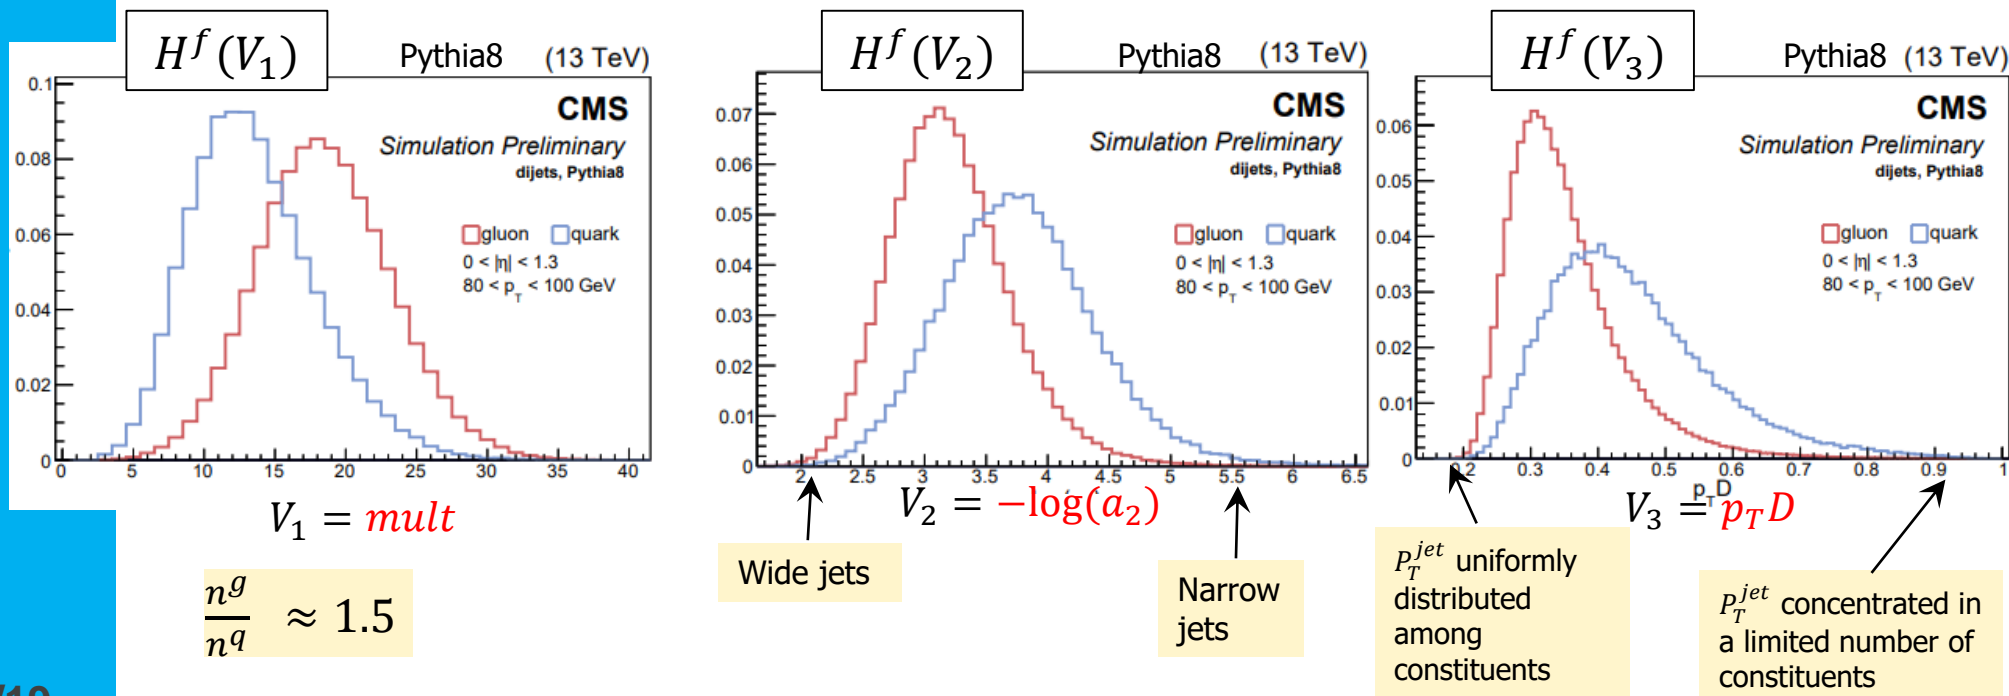 H^f(V_1)
Pythia8 (13 TeV)
CMS
Simulation Preliminary
dijets, Pythia8
gluon quark
0 < |η| < 1.3
80 < p_T < 100 GeV
0.1
0.08
0.06
0.04
0.02
0
0 5 10 15 20 25 30 35 40
V_1 = mult
n^g/n^q ≈ 1.5
H^f(V_2)
Pythia8 (13 TeV)
CMS
Simulation Preliminary
dijets, Pythia8
gluon quark
0 < |η| < 1.3
80 < p_T < 100 GeV
0.07
0.06
0.05
0.04
0.03
0.02
0.01
0
2 2.5 3 3.5 4 4.5 5 5.5 6 6.5
V_2 = −log(a_2)
Wide jets
Narrow
jets
H^f(V_3)
Pythia8 (13 TeV)
CMS
Simulation Preliminary
dijets, Pythia8
gluon quark
0 < |η| < 1.3
80 < p_T < 100 GeV
0.06
0.05
0.04
0.03
0.02
0.01
0
0.2 0.3 0.4 0.5 0.6 0.7 0.8 0.9 1
p_T D
V_3 = p_T D
P_T^{jet} uniformly
distributed
among
constituents
P_T^{jet} concentrated in
a limited number of
constituents